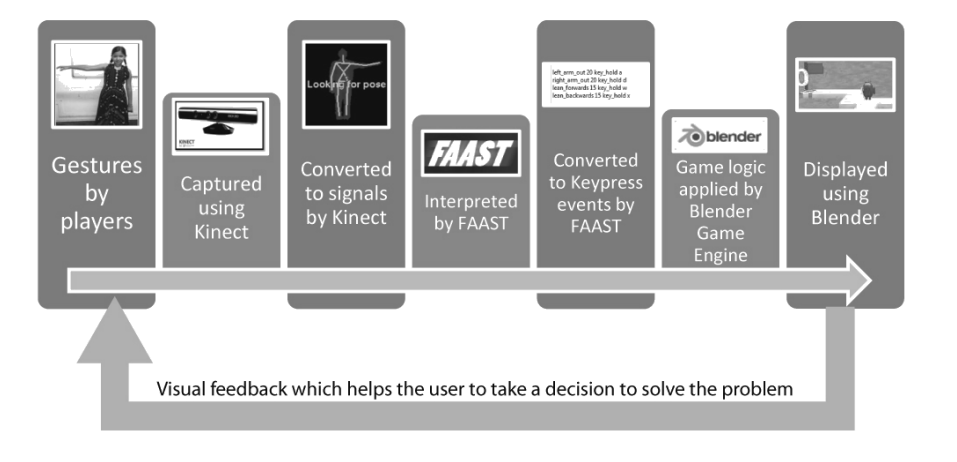 Gestures
by
players
KINECT
Captured
using
Kinect
Looking for pose
Converted
to signals
by Kinect
FAAST
Interpreted
by FAAST
left_arm_out 20 key_hold a
right_arm_out 20 key_hold d
lean_forwards 15 key_hold w
lean_backwards 15 key_hold x
Converted
to Keypress
events by
FAAST
blender
Game logic
applied by
Blender
Game
Engine
Displayed
using
Blender
Visual feedback which helps the user to take a decision to solve the problem